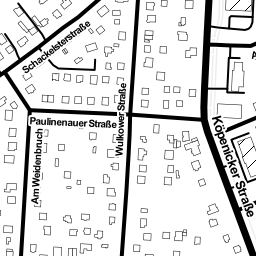 Schackelsterstraße
Paulinenauer Straße
Wulkower Straße
Am Weidenbruch
Köpenicker Straße